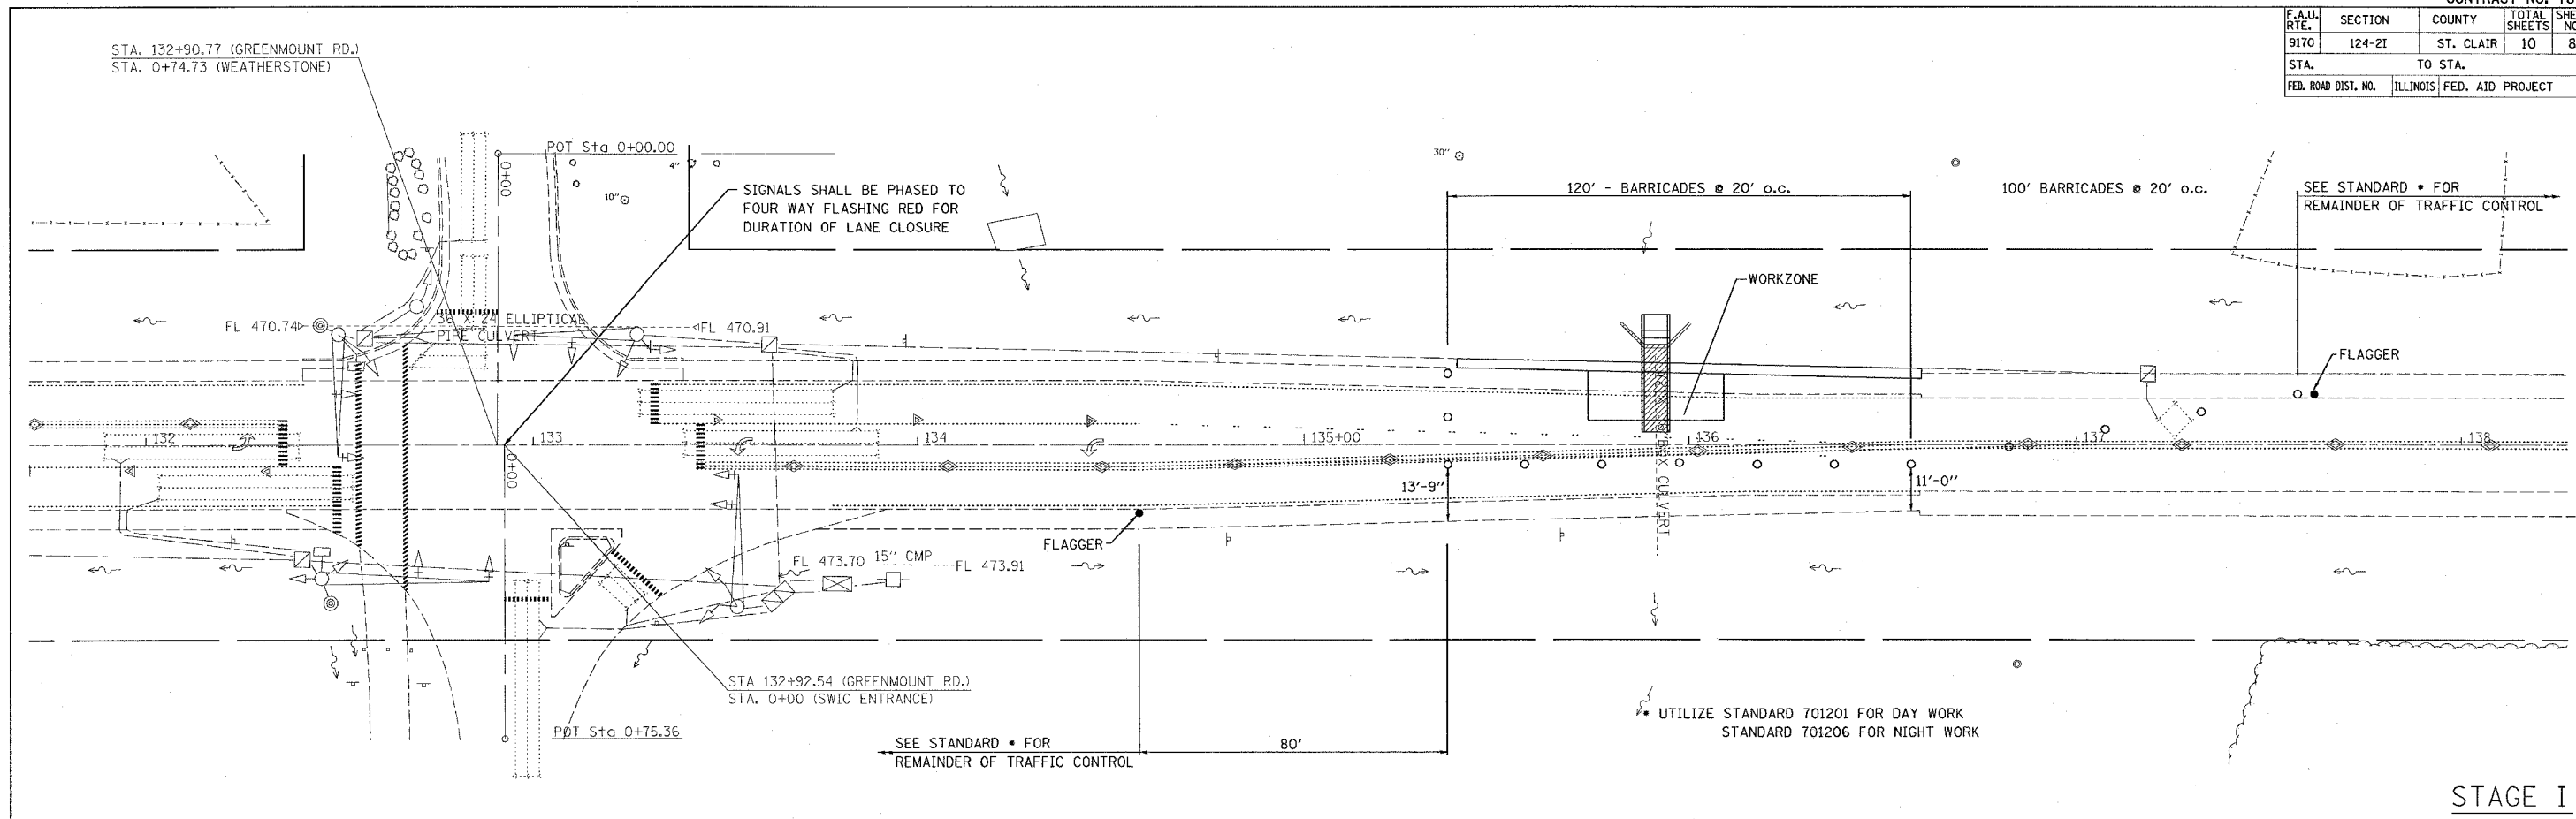 F.A.U. RTE. SECTION COUNTY TOTAL SHEETS
9170 124-2I ST. CLAIR 10 8
STA. TO STA.
FED. ROAD DIST. NO. ILLINOIS FED. AID PROJECT
STA. 132+90.77 (GREENMOUNT RD.)
STA. 0+74.73 (WEATHERSTONE)
POT Sta 0+00.00
0+00
4"
10"
30"
SIGNALS SHALL BE PHASED TO
FOUR WAY FLASHING RED FOR
DURATION OF LANE CLOSURE
120' - BARRICADES @ 20' o.c.
100' BARRICADES @ 20' o.c.
SEE STANDARD * FOR
REMAINDER OF TRAFFIC CONTROL
WORKZONE
FL 470.74
36 X 24 ELLIPTICAL
PIPE CULVERT
FL 470.91
FLAGGER
132
133
134
135+00
136
137
138
0+00
BOX CULVERT
13'-9"
11'-0"
FLAGGER
FL 473.70 15" CMP FL 473.91
STA 132+92.54 (GREENMOUNT RD.)
STA. 0+00 (SWIC ENTRANCE)
POT Sta 0+75.36
SEE STANDARD * FOR
REMAINDER OF TRAFFIC CONTROL
80'
* UTILIZE STANDARD 701201 FOR DAY WORK
STANDARD 701206 FOR NIGHT WORK
STAGE I